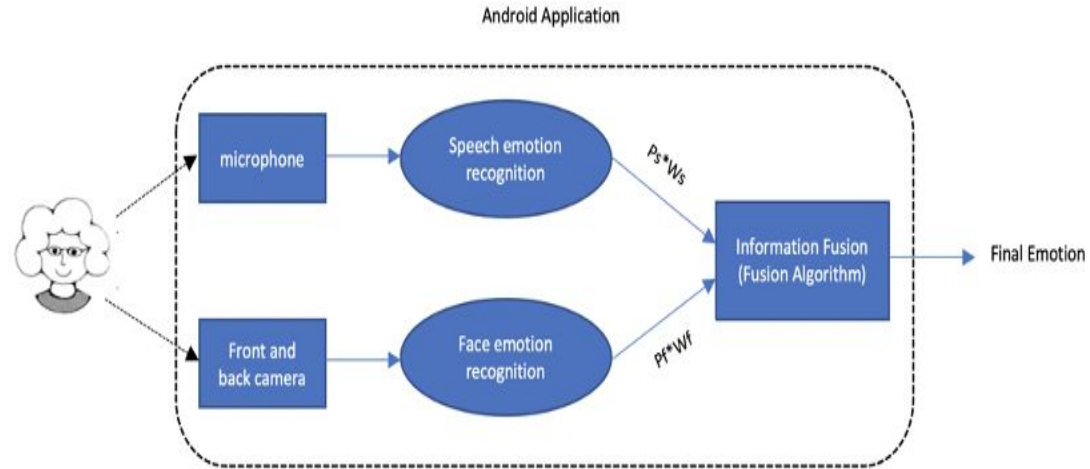 Android Application
microphone
Speech emotion
recognition
Ps*Ws
Information Fusion
(Fusion Algorithm)
Final Emotion
Front and
back camera
Face emotion
recognition
Pf*Wf